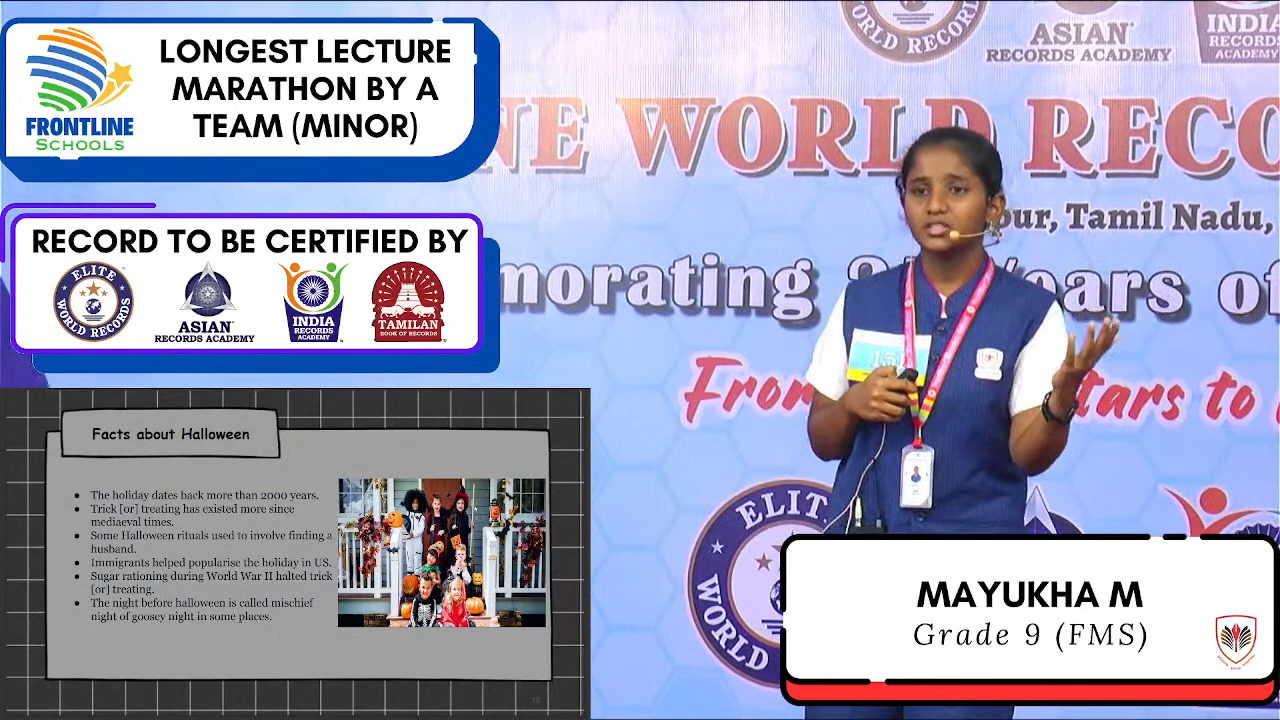 FRONTLINE
SCHOOLS
LONGEST LECTURE
MARATHON BY A
TEAM (MINOR)
RECORD TO BE CERTIFIED BY
ELITE
WORLD RECORDS
ASIAN
RECORDS ACADEMY
INDIA
RECORDS
ACADEMY
TAMILAN
BOOK OF RECORDS
Facts about Halloween
● The holiday dates back more than 2000 years.
● Trick [or] treating has existed more since
mediaeval times.
● Some Halloween rituals used to involve finding a
husband.
● Immigrants helped popularise the holiday in US.
● Sugar rationing during World War II halted trick
[or] treating.
● The night before halloween is called mischief
night of goosey night in some places.
19
WORLD RECORDS
ASIAN
RECORDS ACADEMY
INDIA
RECORDS
ACADEMY
NE WORLD RECO
pur, Tamil Nadu,
morating ears of
From tars to
151
ELITE
WORLD
MAYUKHA M
Grade 9 (FMS)